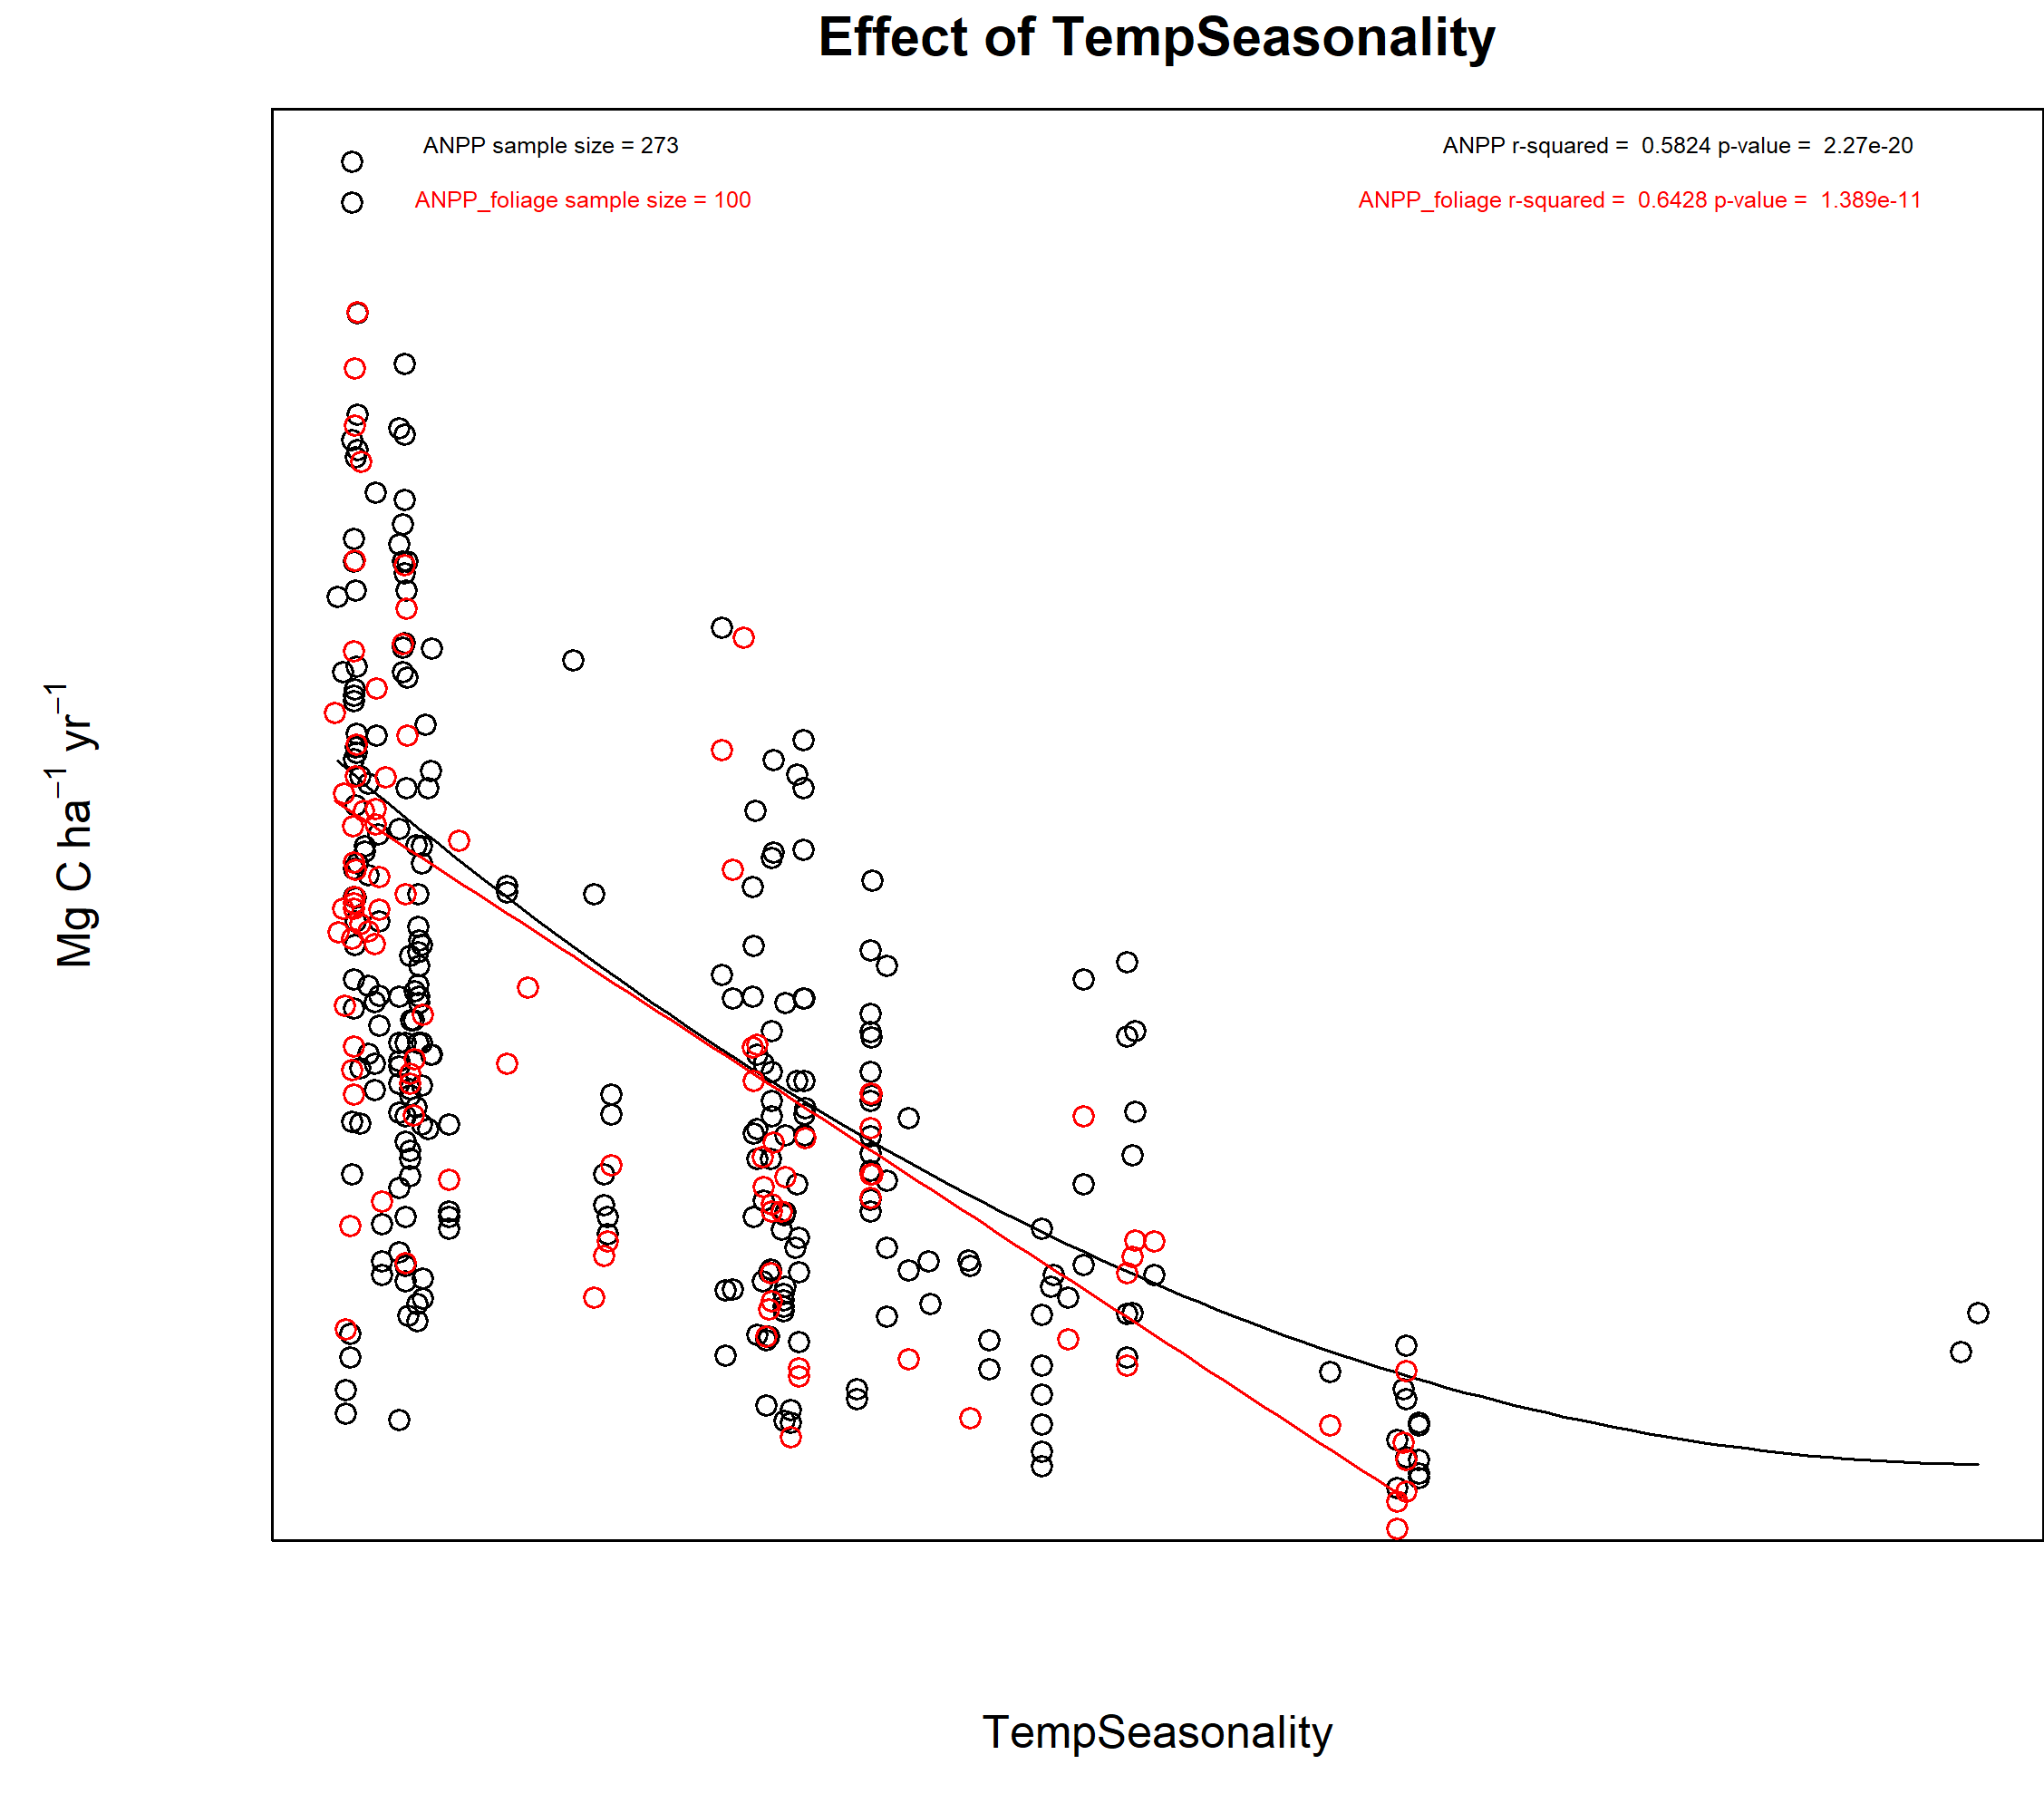 Effect of TempSeasonality
ANPP sample size = 273
ANPP r-squared = 0.5824 p-value = 2.27e-20
ANPP_foliage sample size = 100
ANPP_foliage r-squared = 0.6428 p-value = 1.389e-11
Mg C ha⁻¹ yr⁻¹
TempSeasonality